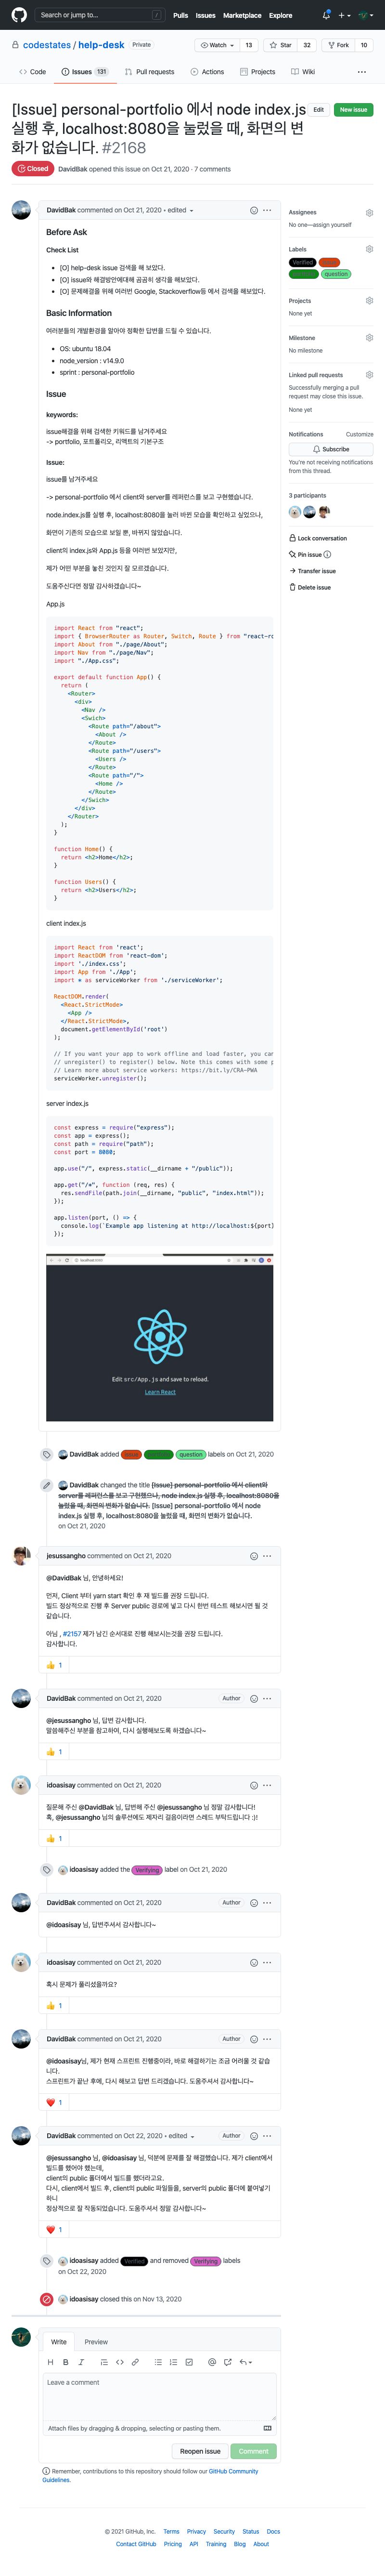 Search or jump to...
/
Pulls Issues Marketplace Explore
codestates / help-desk Private
Watch 13 Star 32 Fork 10
Code Issues 131 Pull requests Actions Projects Wiki
[Issue] personal-portfolio 에서 node index.js
실행 후, localhost:8080을 눌렀을 때, 화면의 변
화가 없습니다. #2168
Edit New issue
Closed DavidBak opened this issue on Oct 21, 2020 · 7 comments
DavidBak commented on Oct 21, 2020 • edited
Before Ask
Check List
[O] help-desk issue 검색을 해 보았다.
[O] issue와 해결방안에대해 곰곰히 생각을 해보았다.
[O] 문제해결을 위해 여러번 Google, Stackoverflow등 에서 검색을 해보았다.
Basic Information
여러분들의 개발환경을 알아야 정확한 답변을 드릴 수 있습니다.
OS: ubuntu 18.04
node_version : v14.9.0
sprint : personal-portfolio
Issue
keywords:
issue해결을 위해 검색한 키워드를 남겨주세요
-> portfolio, 포트폴리오, 리액트의 기본구조
Issue:
issue를 남겨주세요
-> personal-portfolio 에서 client와 server를 레퍼런스를 보고 구현했습니다.
node.index.js를 실행 후, localhost:8080을 눌러 바뀐 모습을 확인하고 싶었으나,
화면이 기존의 모습으로 보일 뿐, 바뀌지 않았습니다.
client의 index.js와 App.js 등을 여러번 보았지만,
제가 어떤 부분을 놓친 것인지 잘 모르겠습니다.
도움주신다면 정말 감사하겠습니다~
App.js
import React from "react";
import { BrowserRouter as Router, Switch, Route } from "react-ro
import About from "./page/About";
import Nav from "./page/Nav";
import "./App.css";
export default function App() {
return (
<Router>
<div>
<Nav />
<Swich>
<Route path="/about">
<About />
</Route>
<Route path="/users">
<Users />
</Route>
<Route path="/">
<Home />
</Route>
</Swich>
</div>
</Router>
);
}
function Home() {
return <h2>Home</h2>;
}
function Users() {
return <h2>Users</h2>;
}
client index.js
import React from 'react';
import ReactDOM from 'react-dom';
import './index.css';
import App from './App';
import * as serviceWorker from './serviceWorker';
ReactDOM.render(
<React.StrictMode>
<App />
</React.StrictMode>,
document.getElementById('root')
);
// If you want your app to work offline and load faster, you can
// unregister() to register() below. Note this comes with some p
// Learn more about service workers: https://bit.ly/CRA-PWA
serviceWorker.unregister();
server index.js
const express = require("express");
const app = express();
const path = require("path");
const port = 8080;
app.use("/", express.static(__dirname + "/public"));
app.get("/*", function (req, res) {
res.sendFile(path.join(__dirname, "public", "index.html"));
});
app.listen(port, () => {
console.log(`Example app listening at http://localhost:${port}
});
Edit src/App.js and save to reload.
Learn React
DavidBak added question labels on Oct 21, 2020
DavidBak changed the title [Issue] personal-portfolio 에서 client와
server를 레퍼런스를 보고 구현했으나, node index.js 실행 후, localhost:8080을
눌렀을 때, 화면의 변화가 없습니다. [Issue] personal-portfolio 에서 node
index.js 실행 후, localhost:8080을 눌렀을 때, 화면의 변화가 없습니다.
on Oct 21, 2020
jesussangho commented on Oct 21, 2020
@DavidBak 님, 안녕하세요!
먼저, Client 부터 yarn start 확인 후 재 빌드를 권장 드립니다.
빌드 정상적으로 진행 후 Server public 경로에 넣고 다시 한번 테스트 해보시면 될 것
같습니다.
아님 , #2157 제가 남긴 순서대로 진행 해보시는것을 권장 드립니다.
감사합니다.
1
DavidBak commented on Oct 21, 2020 Author
@jesussangho 님, 답변 감사합니다.
말씀해주신 부분을 참고하여, 다시 실행해보도록 하겠습니다~
1
idoasisay commented on Oct 21, 2020
질문해 주신 @DavidBak 님, 답변해 주신 @jesussangho 님 정말 감사합니다!
혹, @jesussangho 님의 솔루션에도 제자리 걸음이라면 스레드 부탁드립니다 :)!
1
idoasisay added the Verifying label on Oct 21, 2020
DavidBak commented on Oct 21, 2020 Author
@idoasisay 님, 답변주셔서 감사합니다~
idoasisay commented on Oct 21, 2020
혹시 문제가 풀리셨을까요?
1
DavidBak commented on Oct 21, 2020 Author
@idoasisay님, 제가 현재 스프린트 진행중이라, 바로 해결하기는 조금 어려울 것 같습니
다.
스프린트가 끝난 후에, 다시 해보고 답변 드리겠습니다. 도움주셔서 감사합니다~
1
DavidBak commented on Oct 22, 2020 • edited Author
@jesussangho 님, @idoasisay 님, 덕분에 문제를 잘 해결했습니다. 제가 client에서
빌드를 했어야 했는데,
client의 public 폴더에서 빌드를 했더라고요.
다시, client에서 빌드 후, client의 public 파일들을, server의 public 폴더에 붙여넣기
하니
정상적으로 잘 작동되었습니다. 도움주셔서 정말 감사합니다~
1
idoasisay added Verified and removed Verifying labels
on Oct 22, 2020
idoasisay closed this on Nov 13, 2020
Write Preview
Leave a comment
Attach files by dragging & dropping, selecting or pasting them.
Reopen issue Comment
Remember, contributions to this repository should follow our GitHub Community
Guidelines.
Assignees
No one—assign yourself
Labels
Verified
question
Projects
None yet
Milestone
No milestone
Linked pull requests
Successfully merging a pull
request may close this issue.
None yet
Notifications Customize
Subscribe
You're not receiving notifications
from this thread.
3 participants
Lock conversation
Pin issue
Transfer issue
Delete issue
© 2021 GitHub, Inc. Terms Privacy Security Status Docs
Contact GitHub Pricing API Training Blog About